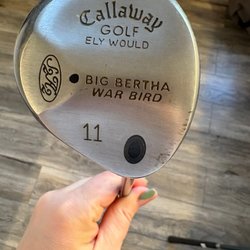 Callaway
GOLF
ELY WOULD
BIG BERTHA
WAR BIRD
11